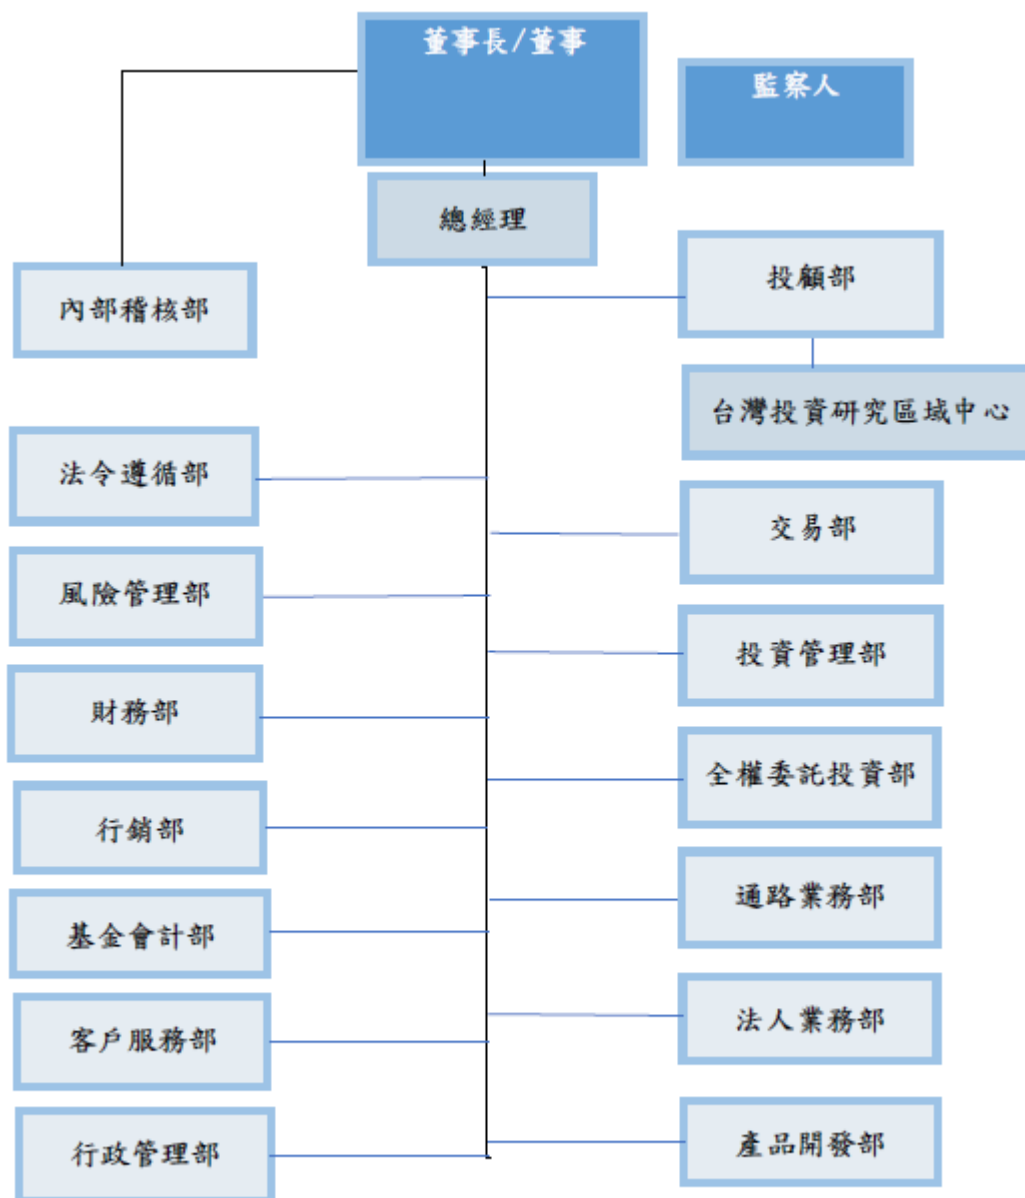 董事長/董事
監察人
總經理
內部稽核部
投顧部
台灣投資研究區域中心
法令遵循部
交易部
風險管理部
投資管理部
財務部
全權委託投資部
行銷部
通路業務部
基金會計部
法人業務部
客戶服務部
產品開發部
行政管理部